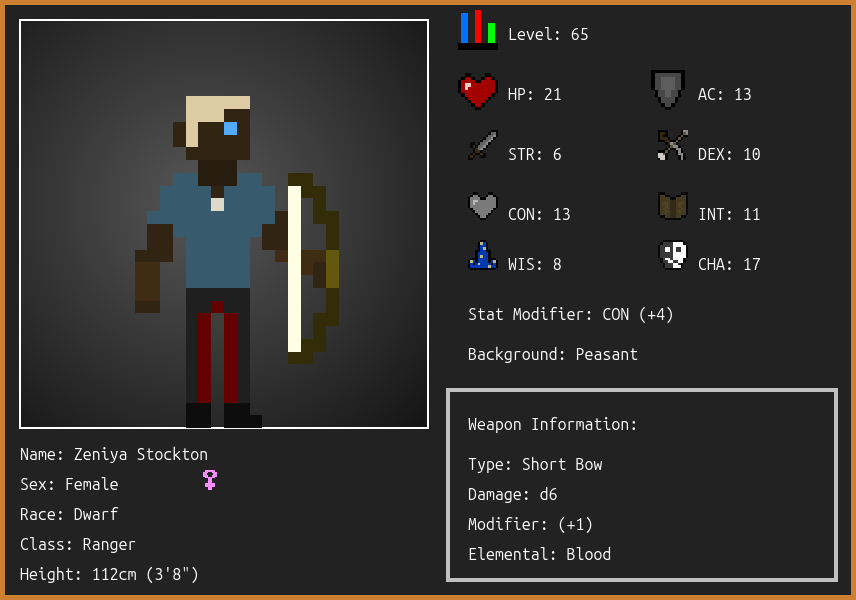 Level: 65
HP: 21
AC: 13
STR: 6
DEX: 10
CON: 13
INT: 11
WIS: 8
CHA: 17
Stat Modifier: CON (+4)
Background: Peasant
Weapon Information:
Type: Short Bow
Damage: d6
Modifier: (+1)
Elemental: Blood
Name: Zeniya Stockton
Sex: Female
Race: Dwarf
Class: Ranger
Height: 112cm (3'8")